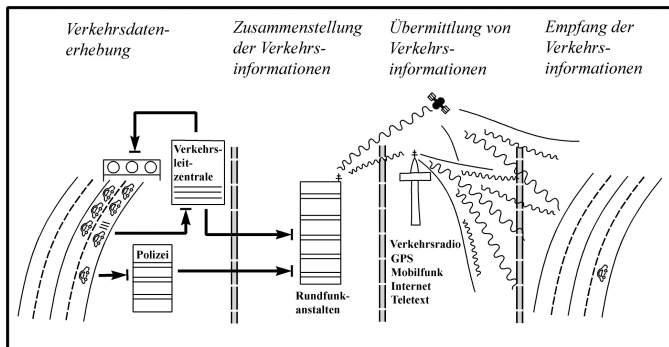 Verkehrsdaten-
erhebung
Zusammenstellung
der Verkehrs-
informationen
Übermittlung von
Verkehrs-
informationen
Empfang der
Verkehrs-
informationen
Verkehrs-
leit-
zentrale
Polizei
Rundfunk-
anstalten
Verkehrsradio
GPS
Mobilfunk
Internet
Teletext